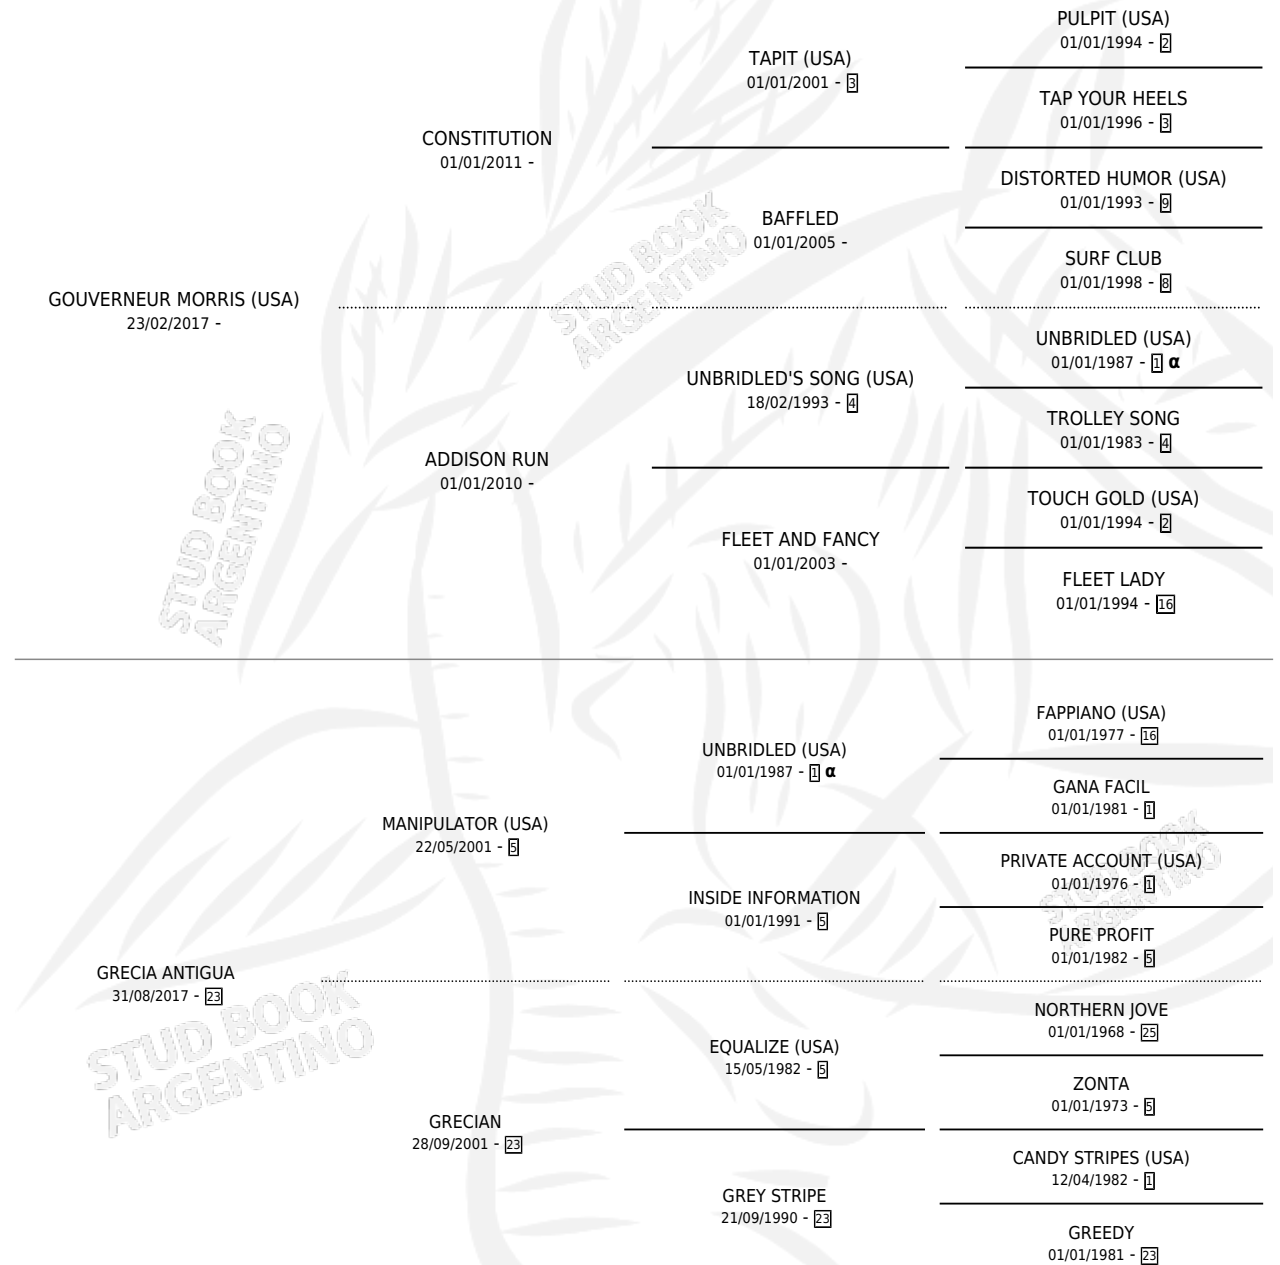 GOUVERNEUR MORRIS (USA)
23/02/2017 -
CONSTITUTION
01/01/2011 -
TAPIT (USA)
01/01/2001 - 3
PULPIT (USA)
01/01/1994 - 2
TAP YOUR HEELS
01/01/1996 - 3
BAFFLED
01/01/2005 -
DISTORTED HUMOR (USA)
01/01/1993 - 9
SURF CLUB
01/01/1998 - 8
ADDISON RUN
01/01/2010 -
UNBRIDLED'S SONG (USA)
18/02/1993 - 4
UNBRIDLED (USA)
01/01/1987 - 1 α
TROLLEY SONG
01/01/1983 - 4
FLEET AND FANCY
01/01/2003 -
TOUCH GOLD (USA)
01/01/1994 - 2
FLEET LADY
01/01/1994 - 16
GRECIA ANTIGUA
31/08/2017 - 23
MANIPULATOR (USA)
22/05/2001 - 5
UNBRIDLED (USA)
01/01/1987 - 1 α
FAPPIANO (USA)
01/01/1977 - 16
GANA FACIL
01/01/1981 - 1
INSIDE INFORMATION
01/01/1991 - 5
PRIVATE ACCOUNT (USA)
01/01/1976 - 1
PURE PROFIT
01/01/1982 - 5
GRECIAN
28/09/2001 - 23
EQUALIZE (USA)
15/05/1982 - 5
NORTHERN JOVE
01/01/1968 - 25
ZONTA
01/01/1973 - 5
GREY STRIPE
21/09/1990 - 23
CANDY STRIPES (USA)
12/04/1982 - 1
GREEDY
01/01/1981 - 23
STUD BOOK
ARGENTINO
STUD BOOK
ARGENTINO
STUD BOOK
ARGENTINO
STUD BOOK
ARGENTINO